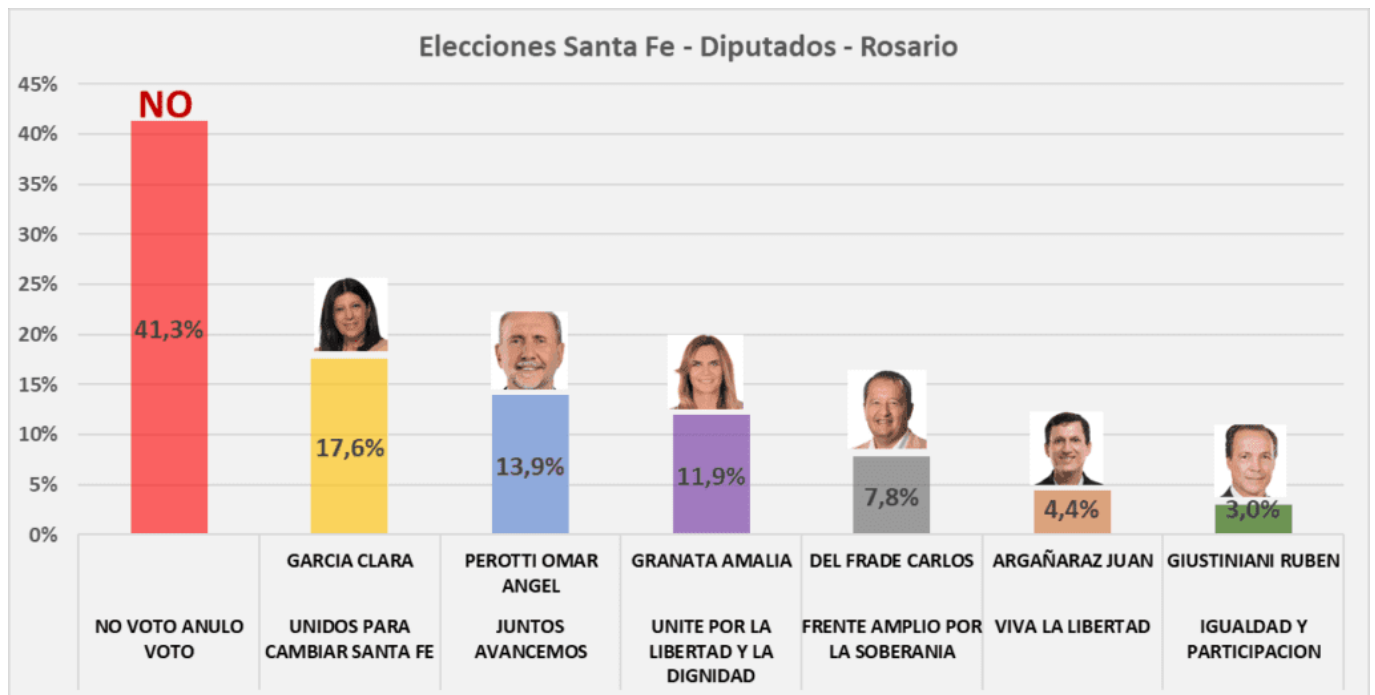 Elecciones Santa Fe - Diputados - Rosario
45%
40%
35%
30%
25%
20%
15%
10%
5%
0%
NO
41,3%
17,6%
13,9%
11,9%
7,8%
4,4%
3,0%
GARCIA CLARA
PEROTTI OMAR
ANGEL
GRANATA AMALIA
DEL FRADE CARLOS
ARGAÑARAZ JUAN
GIUSTINIANI RUBEN
NO VOTO ANULO
VOTO
UNIDOS PARA
CAMBIAR SANTA FE
JUNTOS
AVANCEMOS
UNITE POR LA
LIBERTAD Y LA
DIGNIDAD
FRENTE AMPLIO POR
LA SOBERANIA
VIVA LA LIBERTAD
IGUALDAD Y
PARTICIPACION